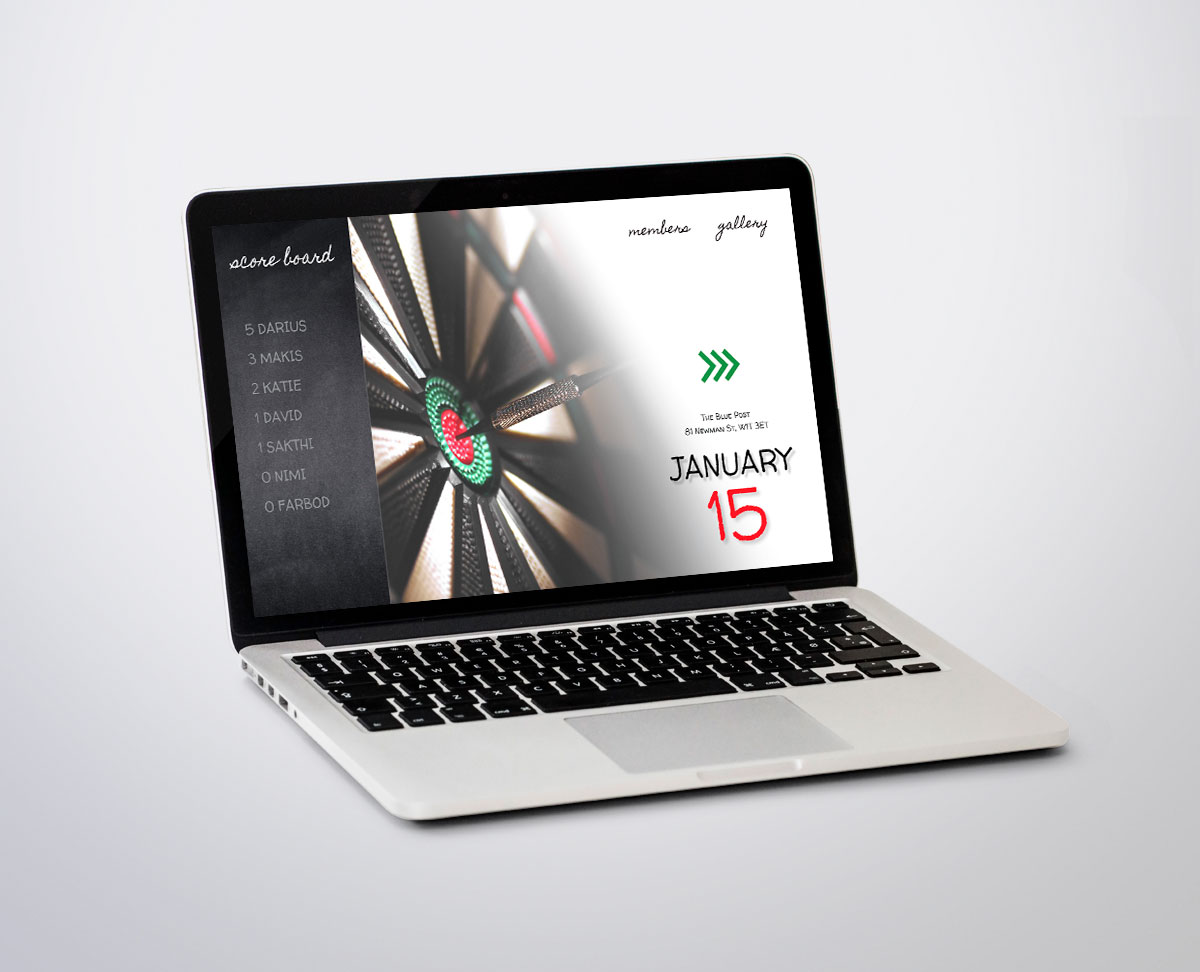 score board
members gallery
5 DARIUS
3 MAKIS
2 KATIE
1 DAVID
1 SAKTHI
0 NIMI
0 FARBOD
The Blue Post
81 Newman St, W1T 3ET
JANUARY
15